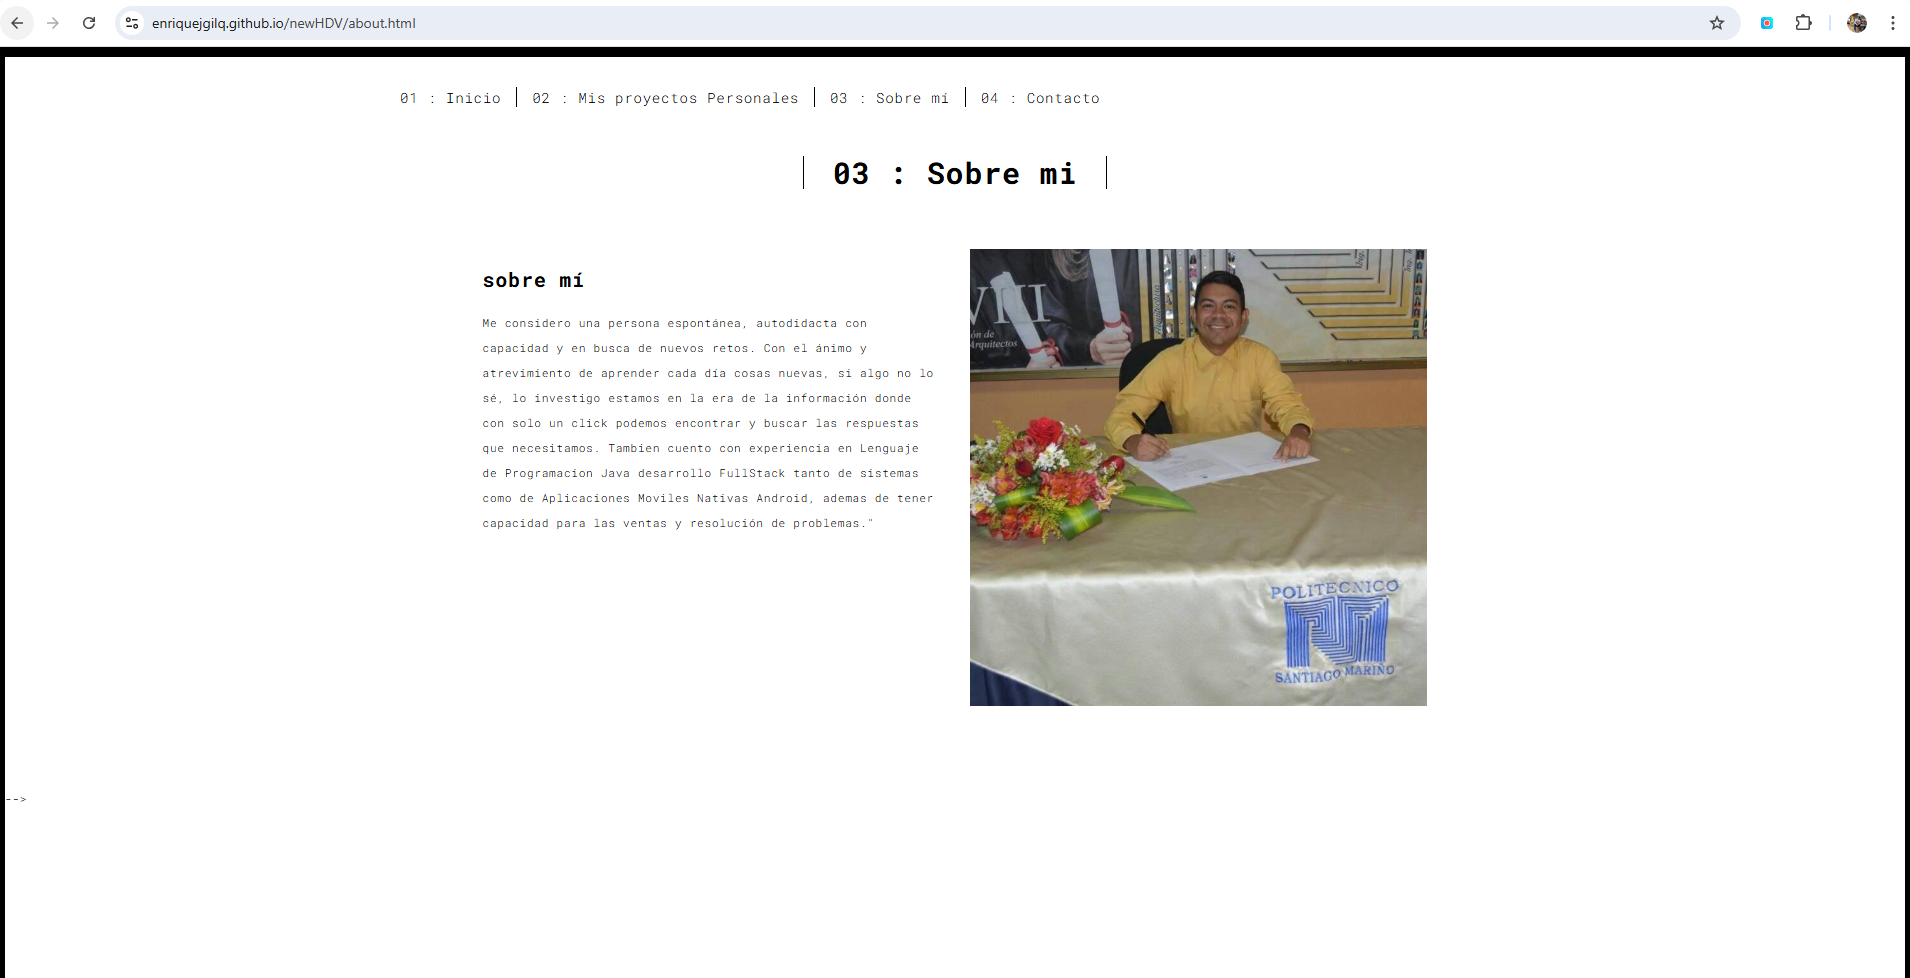 enriquejgilq.github.io/newHDV/about.html
01 : Inicio
02 : Mis proyectos Personales
03 : Sobre mí
04 : Contacto
03 : Sobre mi
sobre mí
Me considero una persona espontánea, autodidacta con
capacidad y en busca de nuevos retos. Con el ánimo y
atrevimiento de aprender cada día cosas nuevas, si algo no lo
sé, lo investigo estamos en la era de la información donde
con solo un click podemos encontrar y buscar las respuestas
que necesitamos. Tambien cuento con experiencia en Lenguaje
de Programacion Java desarrollo FullStack tanto de sistemas
como de Aplicaciones Moviles Nativas Android, ademas de tener
capacidad para las ventas y resolución de problemas."
VIII
ón de
Arquitectos
Ing.
POLITECNICO
SANTIAGO MARIÑO
-->